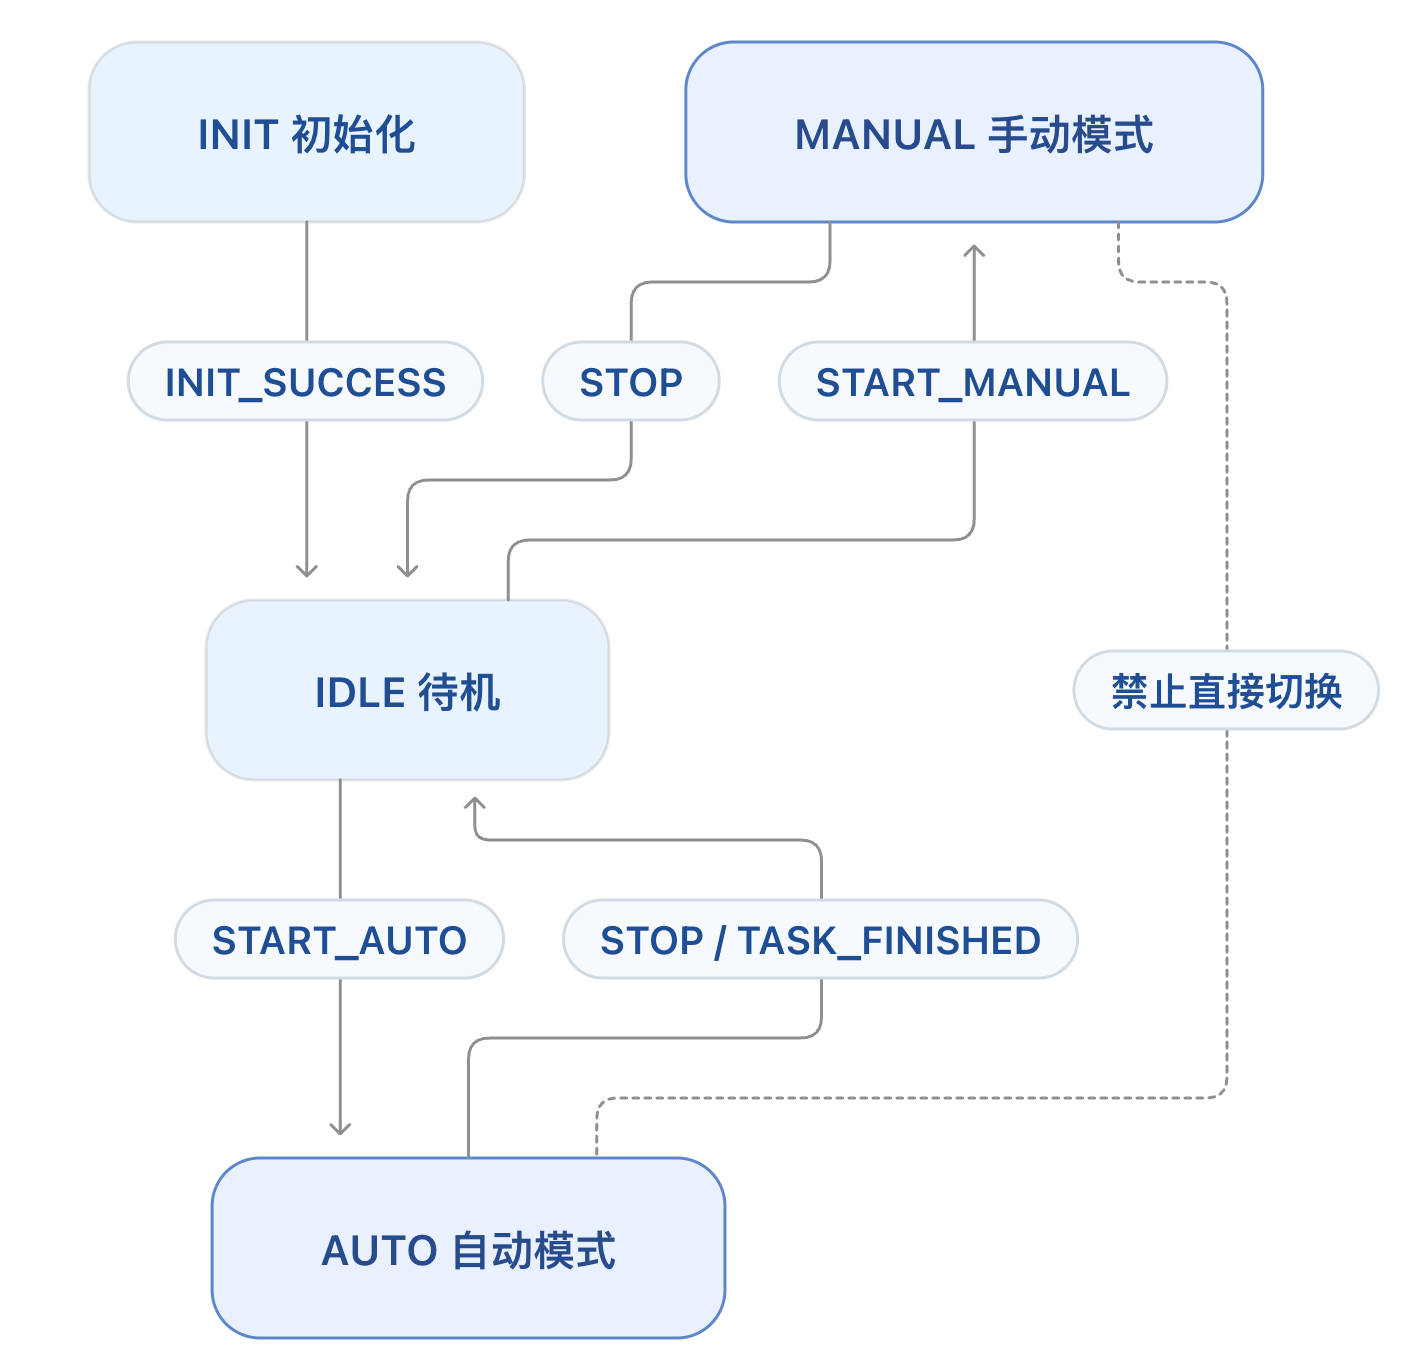 INIT 初始化
MANUAL 手动模式
INIT_SUCCESS
STOP
START_MANUAL
IDLE 待机
禁止直接切换
START_AUTO
STOP / TASK_FINISHED
AUTO 自动模式